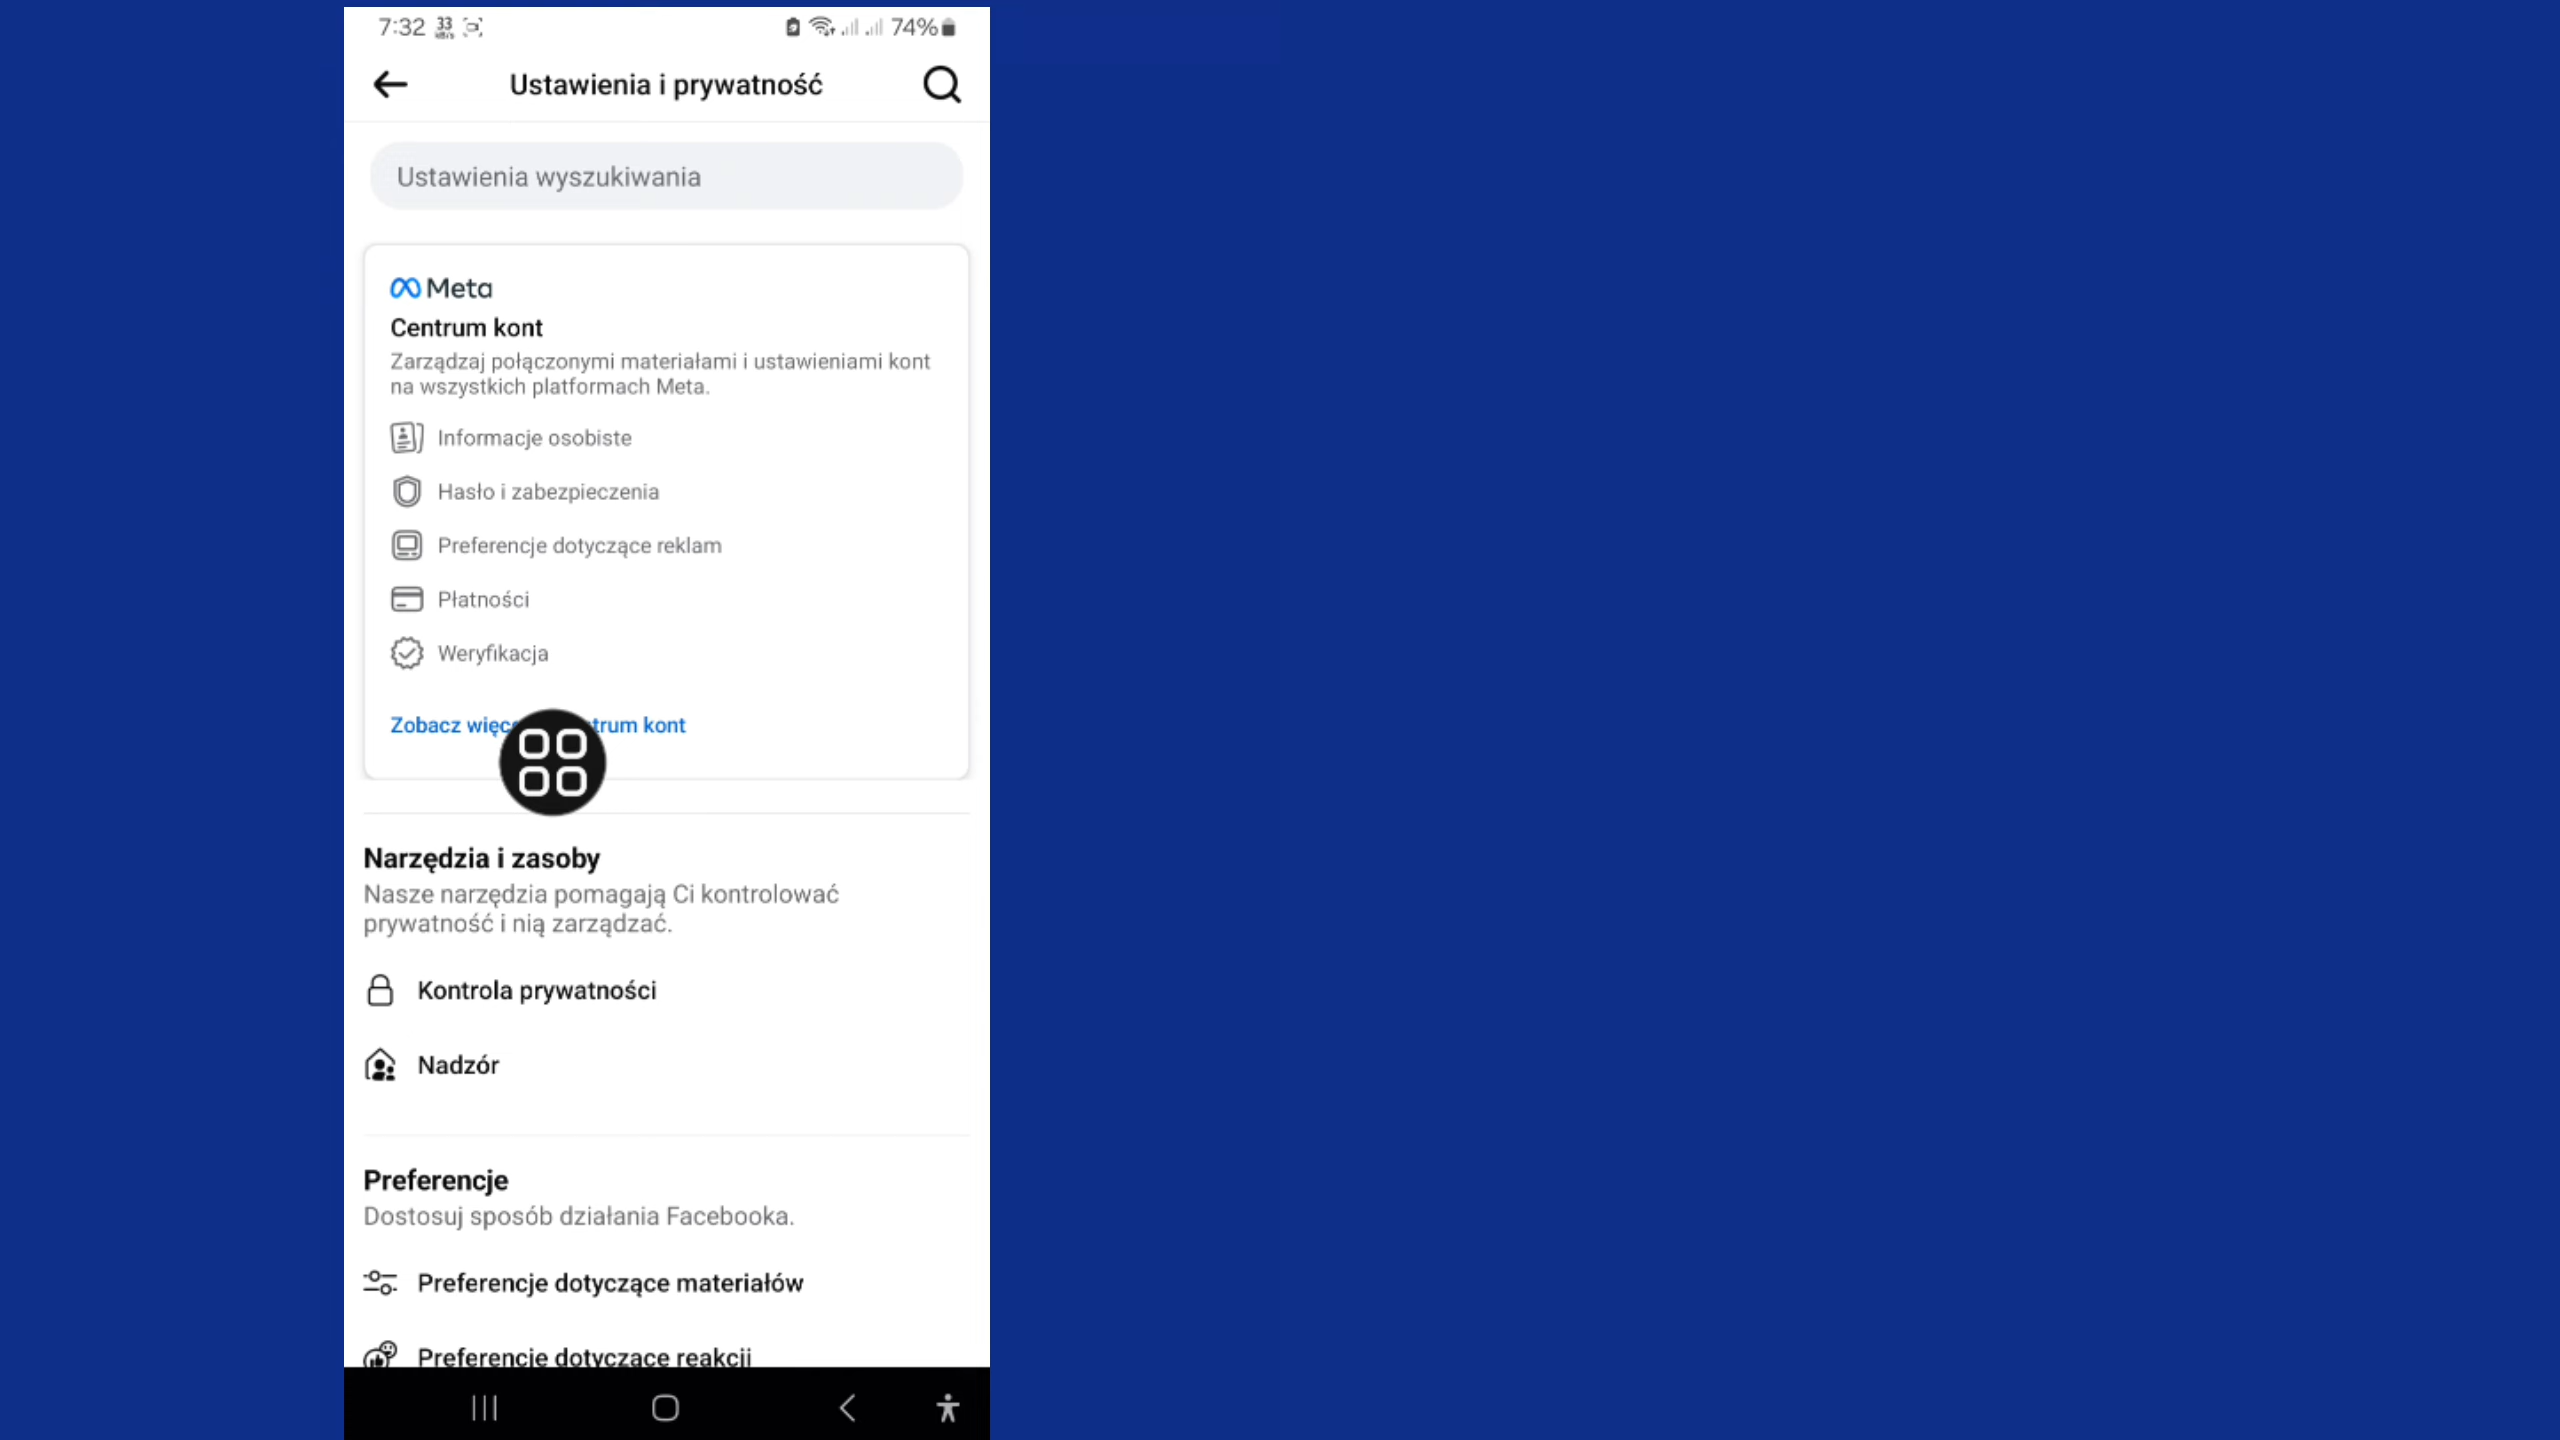 7:32 33 74%
Ustawienia i prywatność
Ustawienia wyszukiwania
Meta
Centrum kont
Zarządzaj połączonymi materiałami i ustawieniami kont
na wszystkich platformach Meta.
Informacje osobiste
Hasło i zabezpieczenia
Preferencje dotyczące reklam
Płatności
Weryfikacja
Zobacz kont
Narzędzia i zasoby
Nasze narzędzia pomagają Ci kontrolować
prywatność i nią zarządzać.
Kontrola prywatności
Nadzór
Preferencje
Dostosuj sposób działania Facebooka.
Preferencje dotyczące materiałów
Preferencje dotyczące reakcji